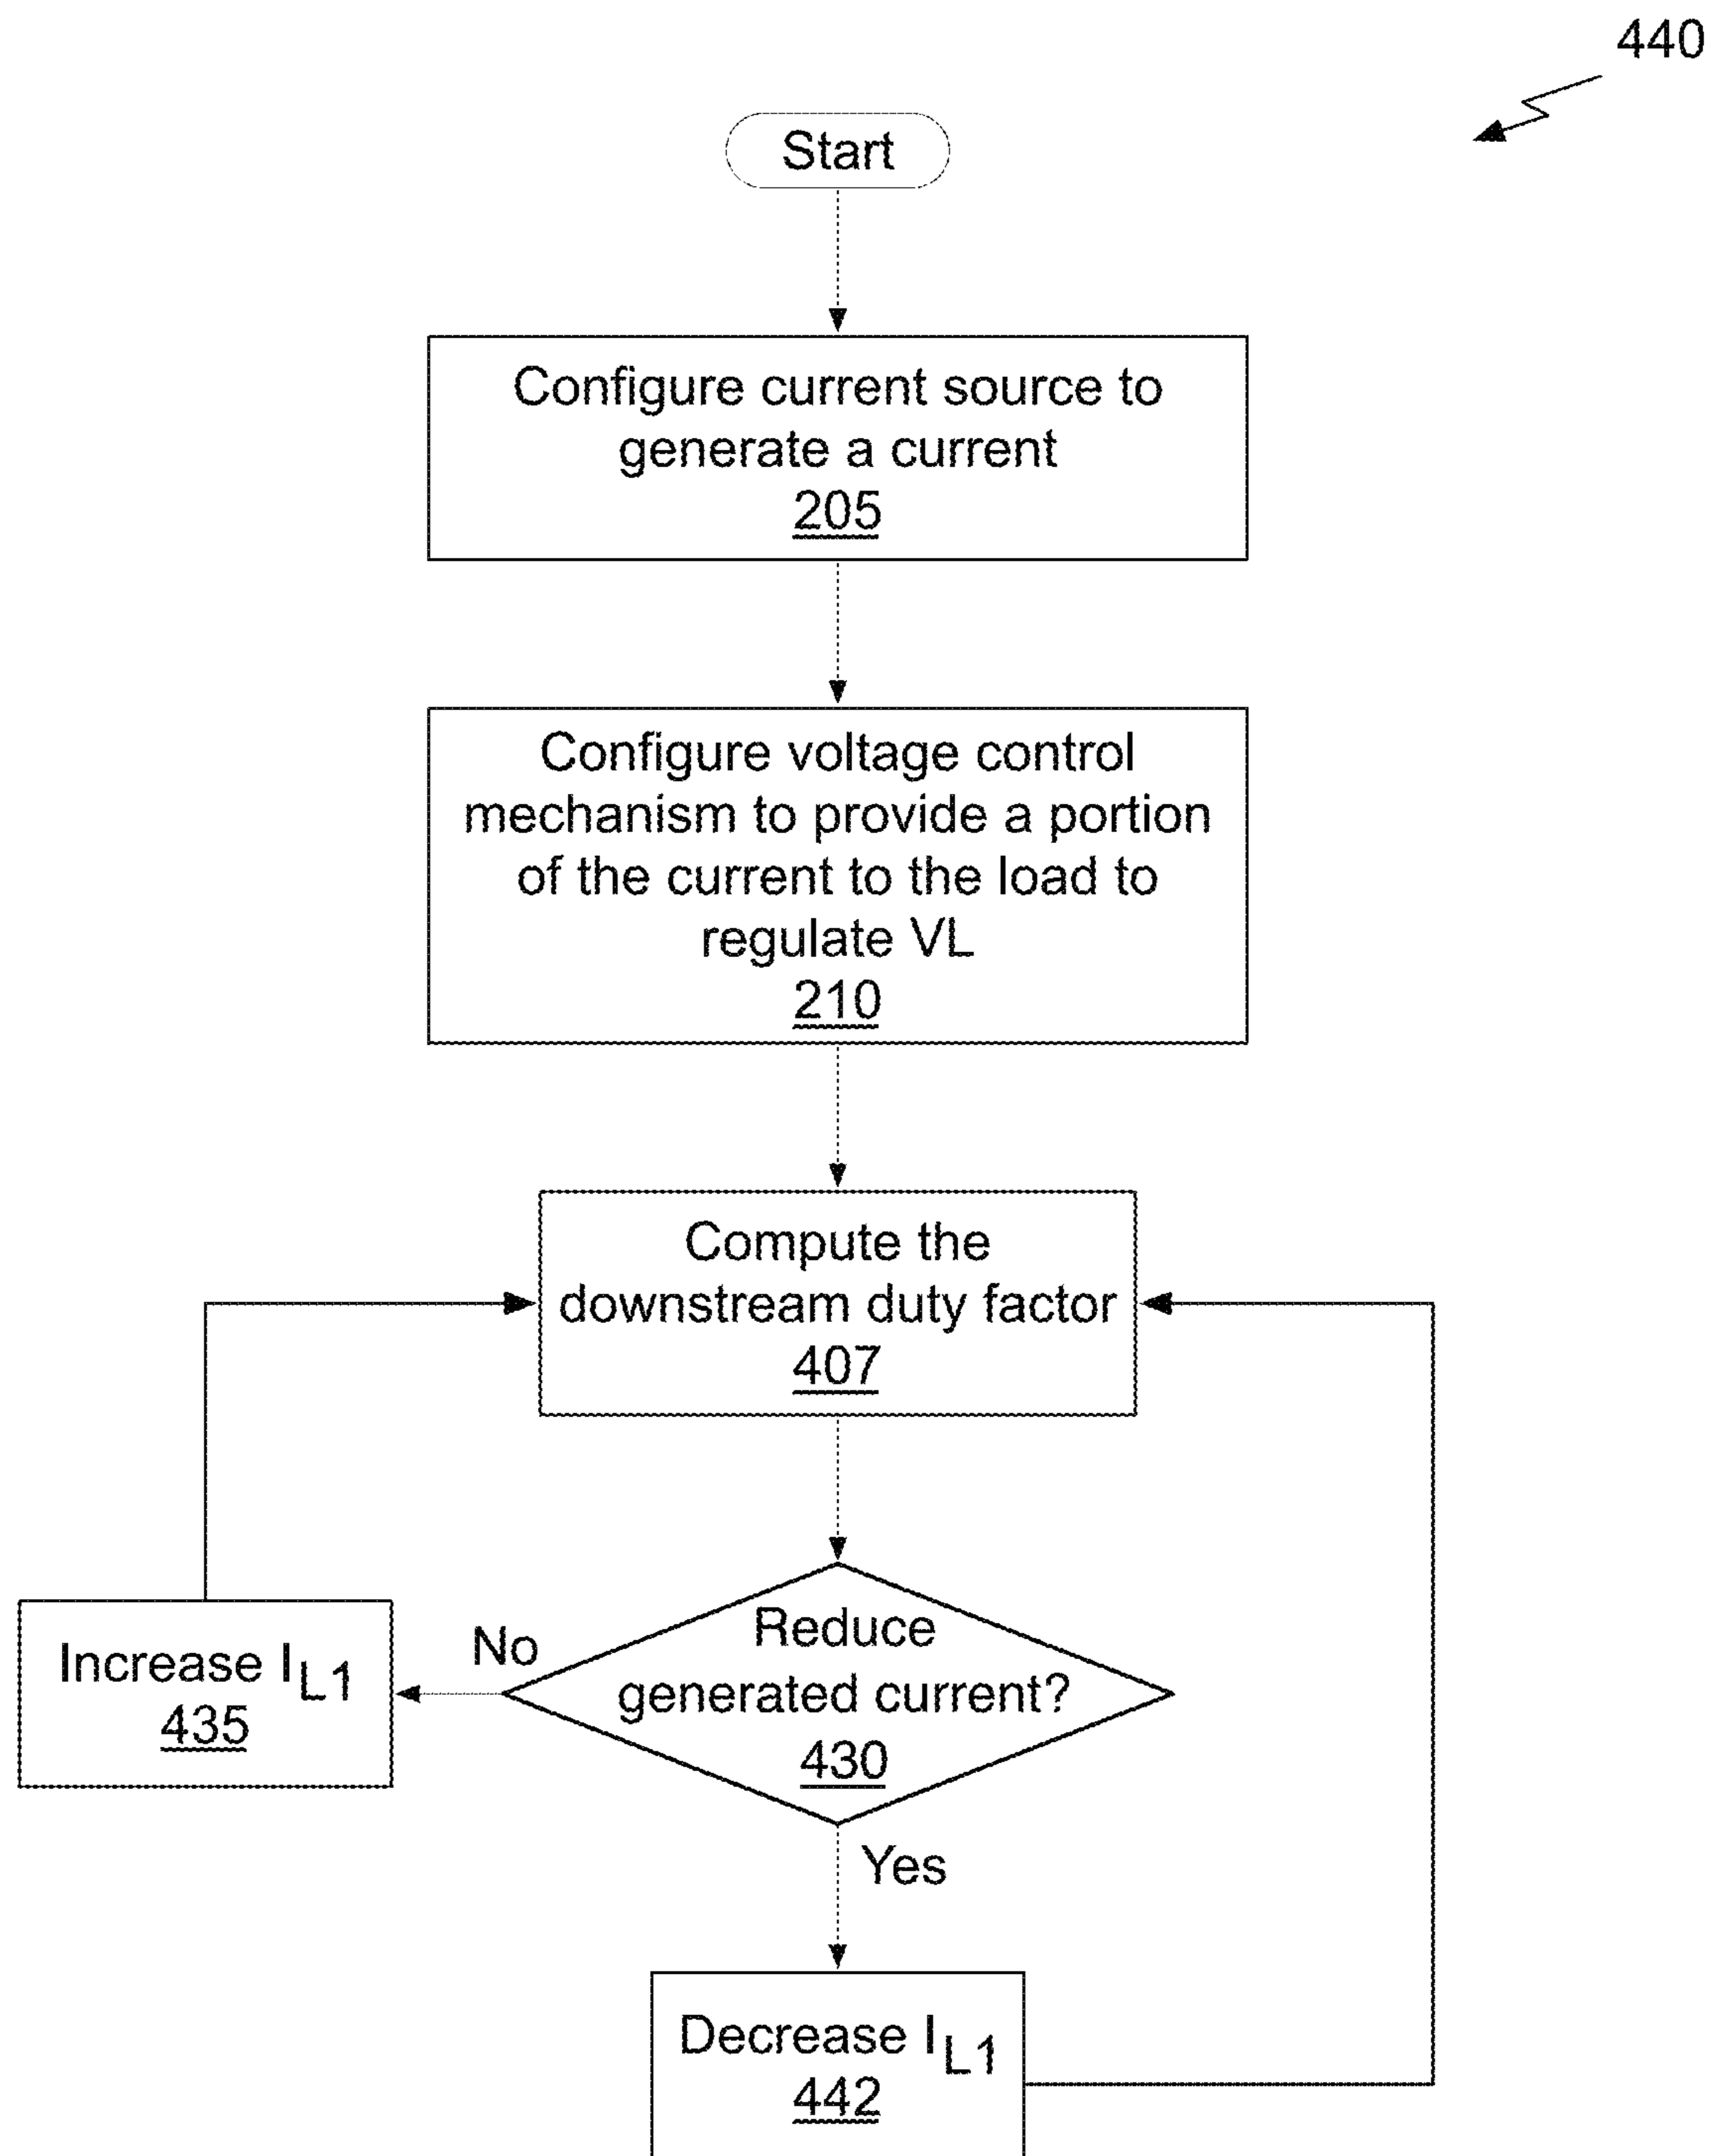 440
Start
Configure current source to
generate a current
205
Configure voltage control
mechanism to provide a portion
of the current to the load to
regulate VL
210
Compute the
downstream duty factor
407
Reduce
generated current?
430
No
Increase IL1
435
Yes
Decrease IL1
442